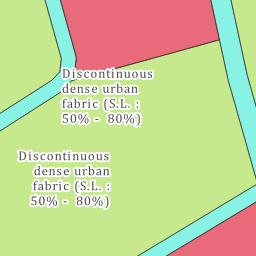 Discontinuous
dense urban
fabric (S.L. :
50% -  80%)
Discontinuous
dense urban
fabric (S.L. :
50% -  80%)